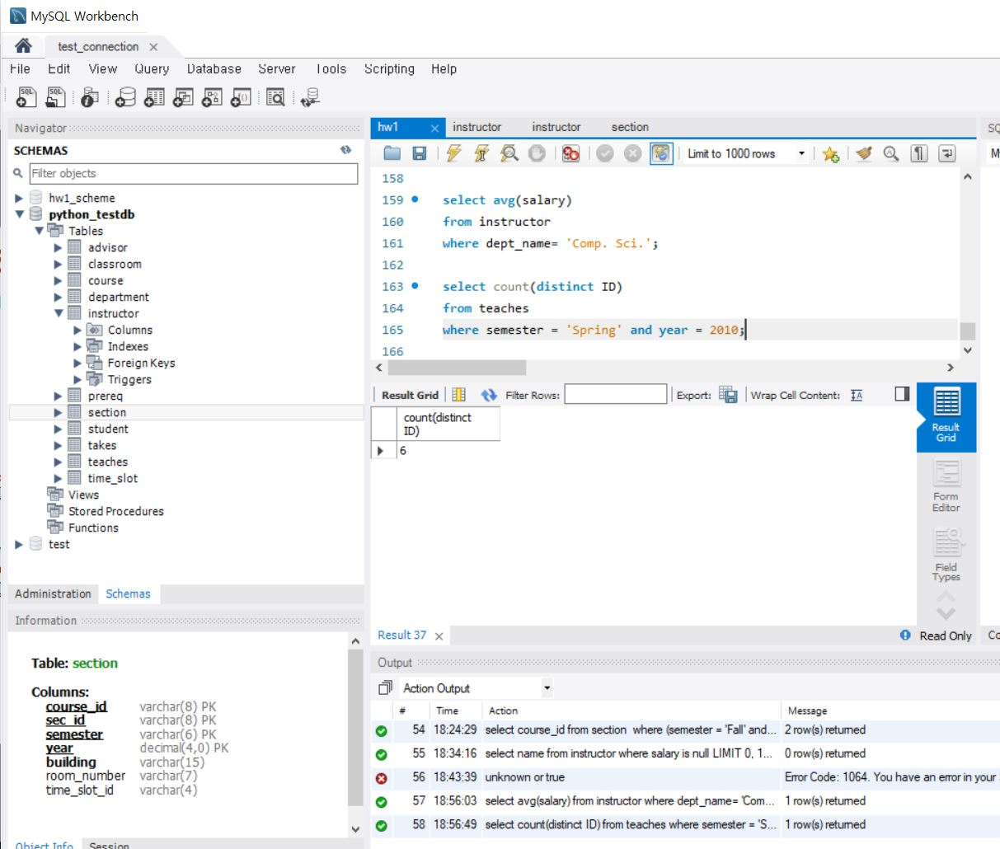 MySQL Workbench
test_connection
File Edit View Query Database Server Tools Scripting Help
Navigator
SCHEMAS
Filter objects
hw1_scheme
python_testdb
Tables
advisor
classroom
course
department
instructor
Columns
Indexes
Foreign Keys
Triggers
prereq
section
student
takes
teaches
time_slot
Views
Stored Procedures
Functions
test
Administration Schemas
Information
Table: section
Columns:
course_id varchar(8) PK
sec_id varchar(8) PK
semester varchar(6) PK
year decimal(4,0) PK
building varchar(15)
room_number varchar(7)
time_slot_id varchar(4)
Object Info Session
hw1 instructor instructor section
Limit to 1000 rows
158
159 select avg(salary)
160 from instructor
161 where dept_name= 'Comp. Sci.';
162
163 select count(distinct ID)
164 from teaches
165 where semester = 'Spring' and year = 2010;
166
Result Grid Filter Rows: Export: Wrap Cell Content:
count(distinct
ID)
6
Result
Grid
Form
Editor
Field
Types
Result 37 Read Only
Output
Action Output
# Time Action Message
54 18:24:29 select course_id from section where (semester = 'Fall' and... 2 row(s) returned
55 18:34:16 select name from instructor where salary is null LIMIT 0, 1... 0 row(s) returned
56 18:43:39 unknown or true Error Code: 1064. You have an error in your
57 18:56:03 select avg(salary) from instructor where dept_name= 'Com... 1 row(s) returned
58 18:56:49 select count(distinct ID) from teaches where semester = 'S... 1 row(s) returned